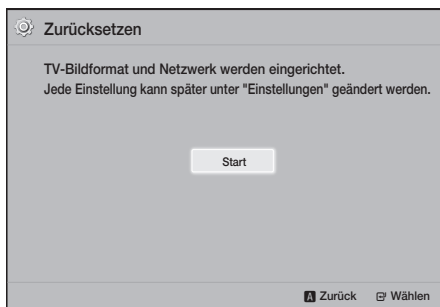 Zurücksetzen
TV-Bildformat und Netzwerk werden eingerichtet.
Jede Einstellung kann später unter "Einstellungen" geändert werden.
Start
A Zurück Wählen